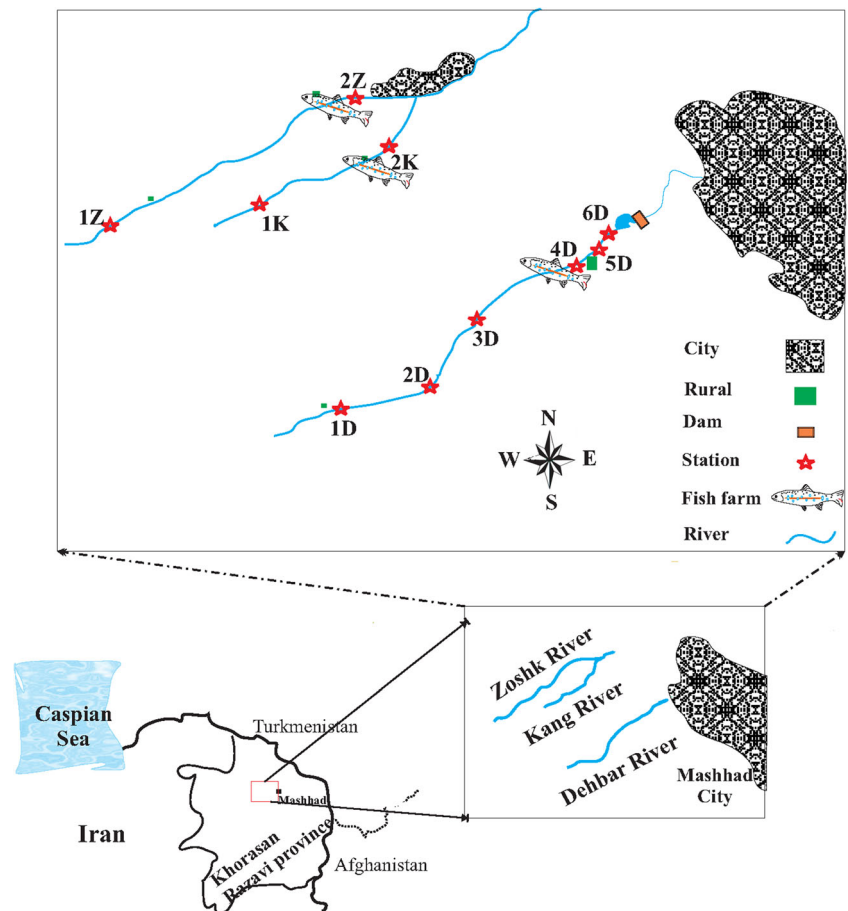 2Z
2K
1Z
1K
6D
4D
5D
3D
2D
1D
City
Rural
Dam
Station
Fish farm
River
N
W E
S
Zoshk River
Kang River
Dehbar River
Mashhad
City
Caspian
Sea
Turkmenistan
Mashhad
Iran
Khorasan
Razavi province
Afghanistan